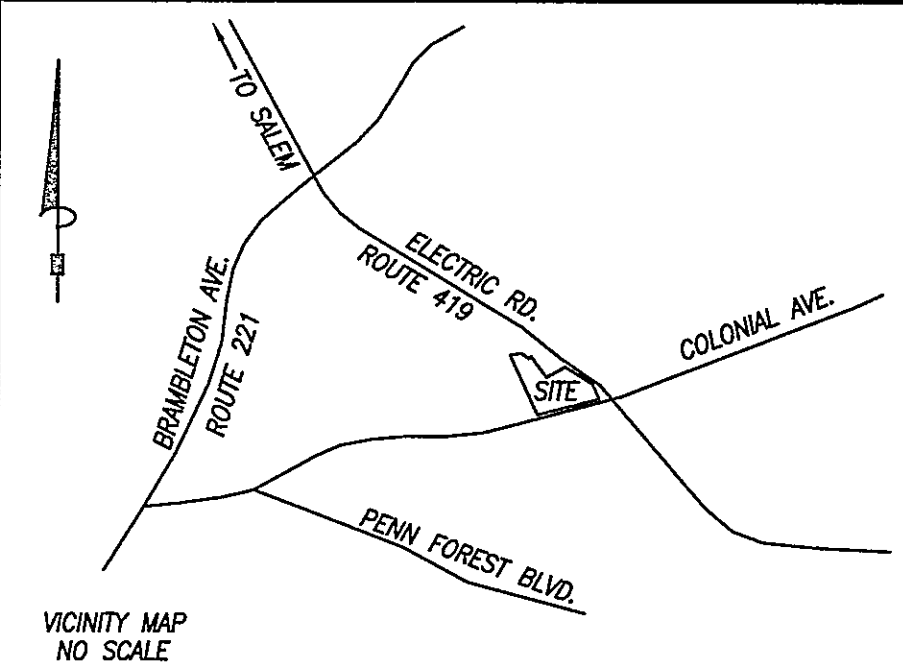 TO SALEM
ELECTRIC RD.
ROUTE 419
BRAMBLETON AVE.
ROUTE 221
COLONIAL AVE.
SITE
PENN FOREST BLVD.
VICINITY MAP
NO SCALE